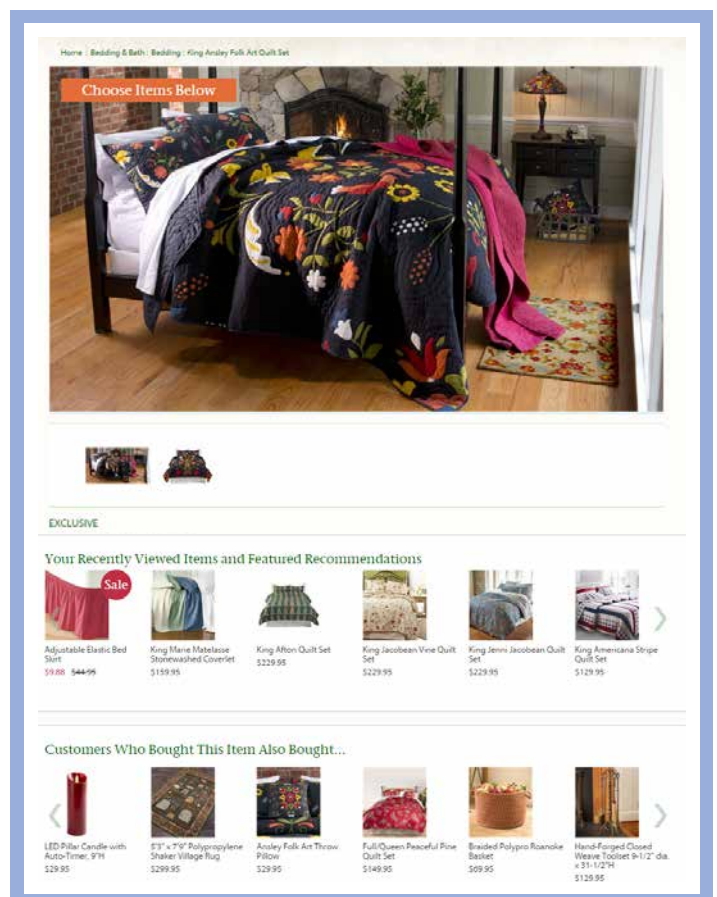 Home : Bedding & Bath : Bedding : King Ansley Folk Art Quilt Set
Choose Items Below
EXCLUSIVE
Your Recently Viewed Items and Featured Recommendations
Sale
Adjustable Elastic Bed
Skirt
$9.88 $44.95
King Marie Matelasse
Stonewashed Coverlet
$159.95
King Afton Quilt Set
$229.95
King Jacobean Vine Quilt
Set
$229.95
King Jenni Jacobean Quilt
Set
$229.95
King Americana Stripe
Quilt Set
$129.95
Customers Who Bought This Item Also Bought...
LED Pillar Candle with
Auto-Timer, 9"H
$29.95
5'3" x 7'9" Polypropylene
Shaker Village Rug
$299.95
Ansley Folk Art Throw
Pillow
$29.95
Full/Queen Peaceful Pine
Quilt Set
$149.95
Braided Polypro Roanoke
Basket
$69.95
Hand-Forged Closed
Weave Toolset 9-1/2" dia.
x 31-1/2"H
$129.95